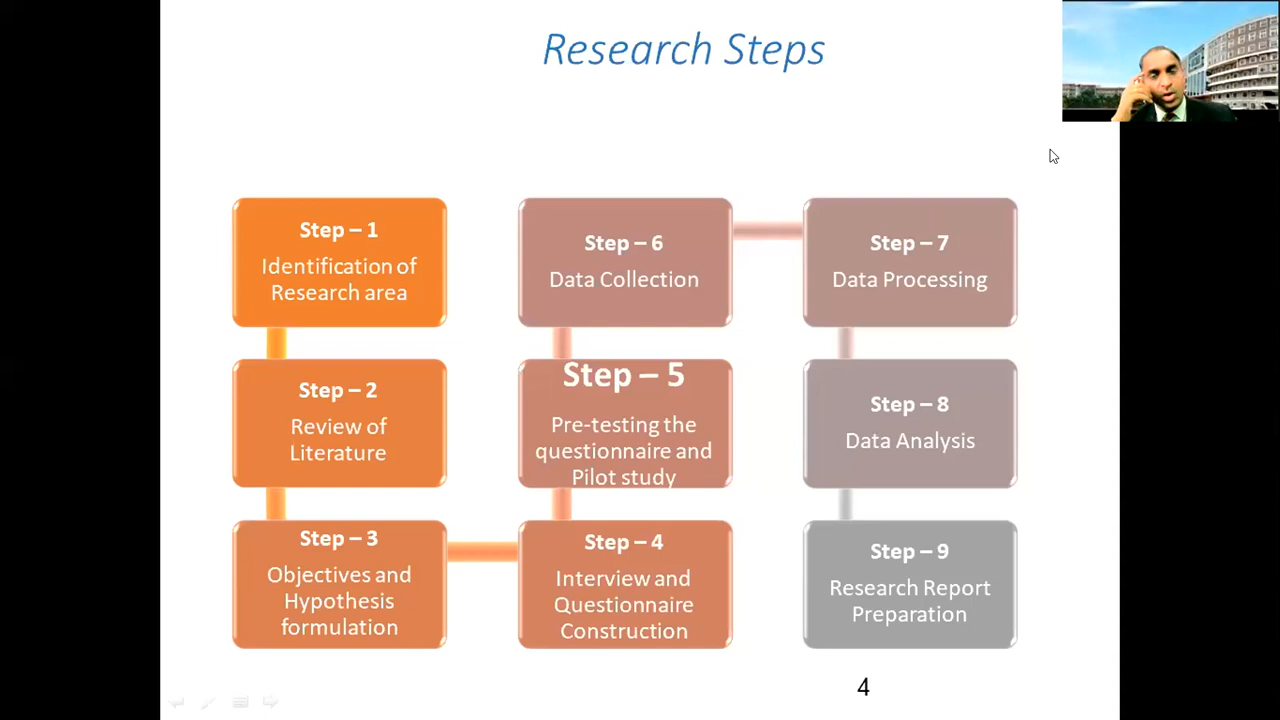 Research Steps
Step – 1
Identification of
Research area
Step – 2
Review of
Literature
Step – 3
Objectives and
Hypothesis
formulation
Step – 4
Interview and
Questionnaire
Construction
Step – 5
Pre-testing the
questionnaire and
Pilot study
Step – 6
Data Collection
Step – 7
Data Processing
Step – 8
Data Analysis
Step – 9
Research Report
Preparation
4